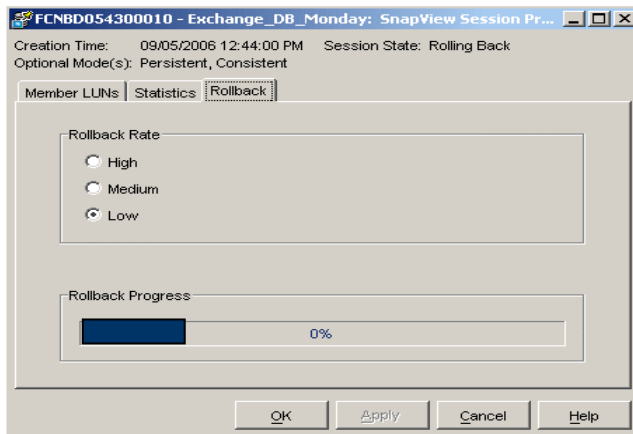 FCNBD054300010 - Exchange_DB_Monday: SnapView Session Pr...
Creation Time: 09/05/2006 12:44:00 PM Session State: Rolling Back
Optional Mode(s): Persistent, Consistent
Member LUNs Statistics Rollback
Rollback Rate
High
Medium
Low
Rollback Progress
0%
OK Apply Cancel Help